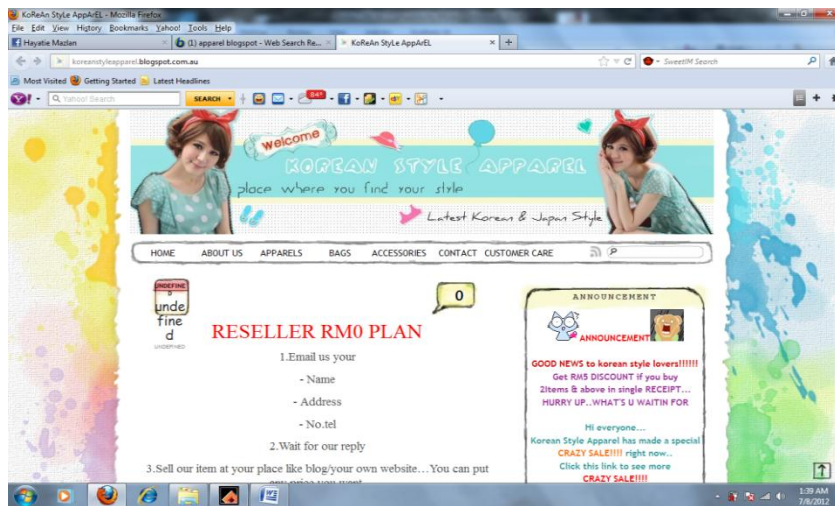 KoReAn StyLe AppArEL - Mozilla Firefox
File Edit View History Bookmarks Yahoo! Tools Help
Hayatie Mazlan
(1) apparel blogspot - Web Search Re...
KoReAn StyLe AppArEL
koreanstyleapparel.blogspot.com.au
SweetIM Search
Most Visited Getting Started Latest Headlines
Yahoo! Search
SEARCH
84°
welcome
KOREAN STYLE APPAREL
place where you find your style
Latest Korean & Japan Style
HOME ABOUT US APPARELS BAGS ACCESSORIES CONTACT CUSTOMER CARE
UNDEFINE
D
unde
fine
d
UNDEFINED
0
RESELLER RM0 PLAN
1.Email us your
- Name
- Address
- No.tel
2.Wait for our reply
3.Sell our item at your place like blog/your own website…You can put
any price you want
ANNOUNCEMENT
ANNOUNCEMENT
GOOD NEWS to korean style lovers!!!!!!
Get RM5 DISCOUNT if you buy
2Items & above in single RECEIPT...
HURRY UP..WHAT'S U WAITIN FOR
Hi everyone...
Korean Style Apparel has made a special
CRAZY SALE!!!! right now..
Click this link to see more
CRAZY SALE!!!!
1:39 AM
7/8/2012